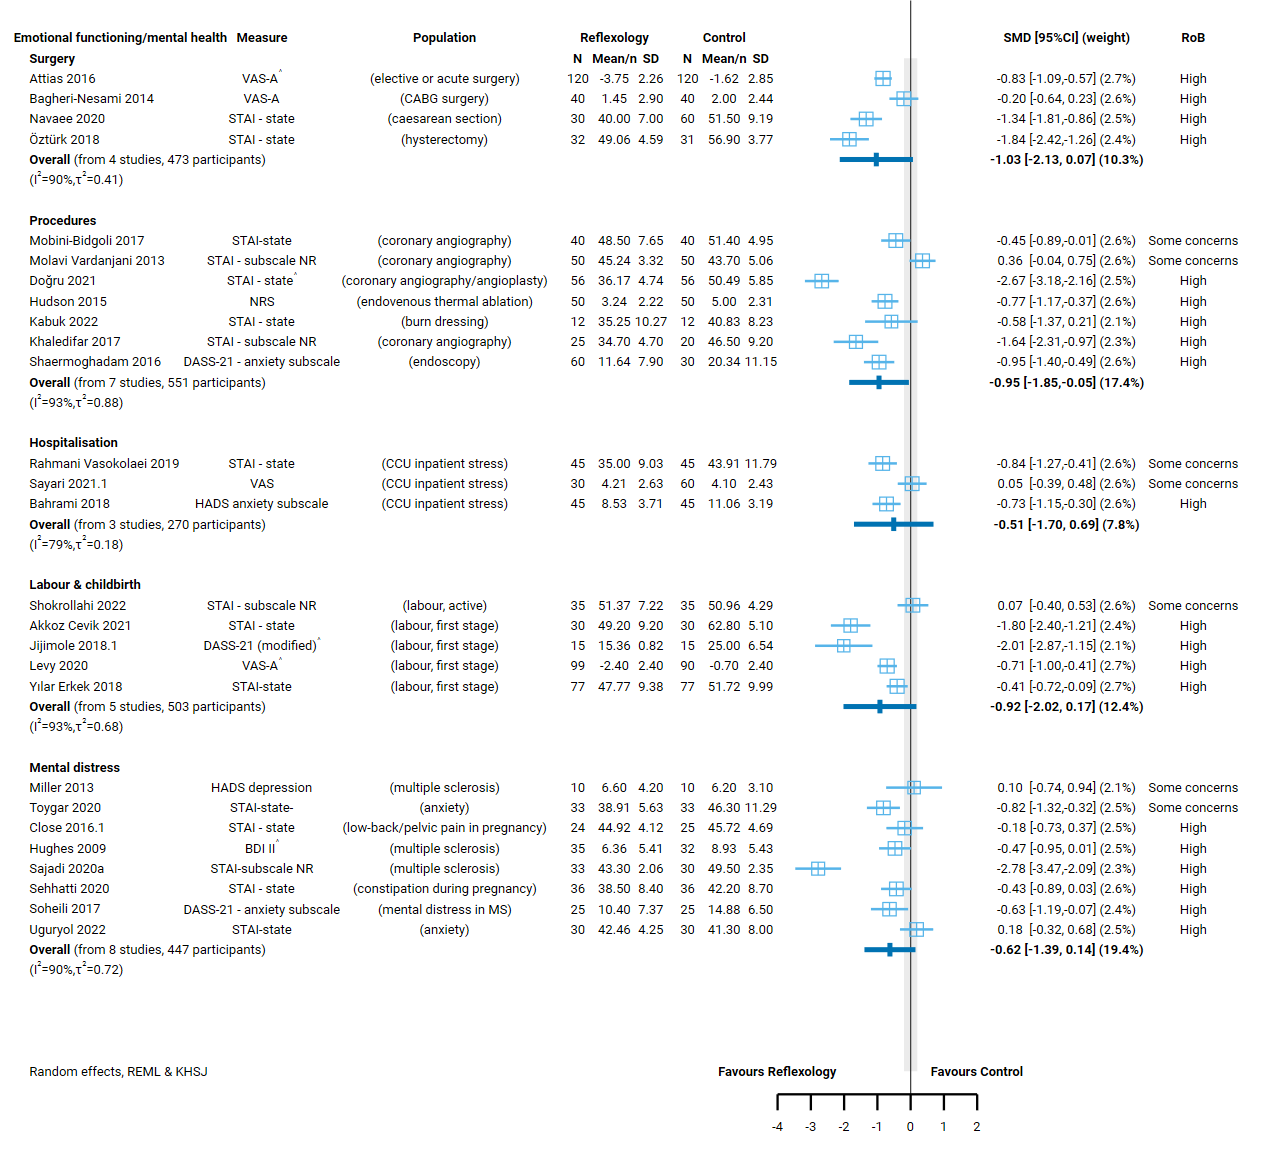 Emotional functioning/mental health Measure Population Reflexology Control SMD [95%CI] (weight) RoB
Surgery N Mean/n SD N Mean/n SD
Attias 2016 VAS-A^ (elective or acute surgery) 120 -3.75 2.26 120 -1.62 2.85 -0.83 [-1.09,-0.57] (2.7%) High
Bagheri-Nesami 2014 VAS-A (CABG surgery) 40 1.45 2.90 40 2.00 2.44 -0.20 [-0.64, 0.23] (2.6%) High
Navaee 2020 STAI - state (caesarean section) 30 40.00 7.00 60 51.50 9.19 -1.34 [-1.81,-0.86] (2.5%) High
Öztürk 2018 STAI - state (hysterectomy) 32 49.06 4.59 31 56.90 3.77 -1.84 [-2.42,-1.26] (2.4%) High
Overall (from 4 studies, 473 participants) -1.03 [-2.13, 0.07] (10.3%)
(I²=90%,τ²=0.41)
Procedures
Mobini-Bidgoli 2017 STAI-state (coronary angiography) 40 48.50 7.65 40 51.40 4.95 -0.45 [-0.89,-0.01] (2.6%) Some concerns
Molavi Vardanjani 2013 STAI - subscale NR (coronary angiography) 50 45.24 3.32 50 43.70 5.06 0.36 [-0.04, 0.75] (2.6%) Some concerns
Doğru 2021 STAI - state^ (coronary angiography/angioplasty) 56 36.17 4.74 56 50.49 5.85 -2.67 [-3.18,-2.16] (2.5%) High
Hudson 2015 NRS (endovenous thermal ablation) 50 3.24 2.22 50 5.00 2.31 -0.77 [-1.17,-0.37] (2.6%) High
Kabuk 2022 STAI - state (burn dressing) 12 35.25 10.27 12 40.83 8.23 -0.58 [-1.37, 0.21] (2.1%) High
Khaledifar 2017 STAI - subscale NR (coronary angiography) 25 34.70 4.70 20 46.50 9.20 -1.64 [-2.31,-0.97] (2.3%) High
Shaermoghadam 2016 DASS-21 - anxiety subscale (endoscopy) 60 11.64 7.90 30 20.34 11.15 -0.95 [-1.40,-0.49] (2.6%) High
Overall (from 7 studies, 551 participants) -0.95 [-1.85,-0.05] (17.4%)
(I²=93%,τ²=0.88)
Hospitalisation
Rahmani Vasokolaei 2019 STAI - state (CCU inpatient stress) 45 35.00 9.03 45 43.91 11.79 -0.84 [-1.27,-0.41] (2.6%) Some concerns
Sayari 2021.1 VAS (CCU inpatient stress) 30 4.21 2.63 60 4.10 2.43 0.05 [-0.39, 0.48] (2.6%) Some concerns
Bahrami 2018 HADS anxiety subscale (CCU inpatient stress) 45 8.53 3.71 45 11.06 3.19 -0.73 [-1.15,-0.30] (2.6%) High
Overall (from 3 studies, 270 participants) -0.51 [-1.70, 0.69] (7.8%)
(I²=79%,τ²=0.18)
Labour & childbirth
Shokrollahi 2022 STAI - subscale NR (labour, active) 35 51.37 7.22 35 50.96 4.29 0.07 [-0.40, 0.53] (2.6%) Some concerns
Akkoz Cevik 2021 STAI - state (labour, first stage) 30 49.20 9.20 30 62.80 5.10 -1.80 [-2.40,-1.21] (2.4%) High
Jijimole 2018.1 DASS-21 (modified)^ (labour, first stage) 15 15.36 0.82 15 25.00 6.54 -2.01 [-2.87,-1.15] (2.1%) High
Levy 2020 VAS-A^ (labour, first stage) 99 -2.40 2.40 90 -0.70 2.40 -0.71 [-1.00,-0.41] (2.7%) High
Yılar Erkek 2018 STAI-state (labour, first stage) 77 47.77 9.38 77 51.72 9.99 -0.41 [-0.72,-0.09] (2.7%) High
Overall (from 5 studies, 503 participants) -0.92 [-2.02, 0.17] (12.4%)
(I²=93%,τ²=0.68)
Mental distress
Miller 2013 HADS depression (multiple sclerosis) 10 6.60 4.20 10 6.20 3.10 0.10 [-0.74, 0.94] (2.1%) Some concerns
Toygar 2020 STAI-state- (anxiety) 33 38.91 5.63 33 46.30 11.29 -0.82 [-1.32,-0.32] (2.6%) Some concerns
Close 2016.1 STAI - state (low-back/pelvic pain in pregnancy) 24 44.92 4.12 25 45.72 4.69 -0.18 [-0.73, 0.37] (2.5%) High
Hughes 2009 BDI II^ (multiple sclerosis) 35 6.36 5.41 32 8.93 5.43 -0.47 [-0.95, 0.01] (2.5%) High
Sajadi 2020a STAI-subscale NR (multiple sclerosis) 33 43.30 2.06 30 49.50 2.35 -2.78 [-3.47,-2.09] (2.3%) High
Sehhatti 2020 STAI - state (constipation during pregnancy) 36 38.50 8.40 36 42.20 8.70 -0.43 [-0.89, 0.03] (2.6%) High
Soheili 2017 DASS-21 - anxiety subscale (mental distress in MS) 25 10.40 7.37 25 14.88 6.50 -0.63 [-1.19,-0.07] (2.4%) High
Uguryol 2022 STAI-state (anxiety) 30 42.46 4.25 30 41.30 8.00 0.18 [-0.32, 0.68] (2.5%) High
Overall (from 8 studies, 447 participants) -0.62 [-1.39, 0.14] (19.4%)
(I²=90%,τ²=0.72)
Random effects, REML & KHSJ Favours Reflexology Favours Control
-4 -3 -2 -1 0 1 2